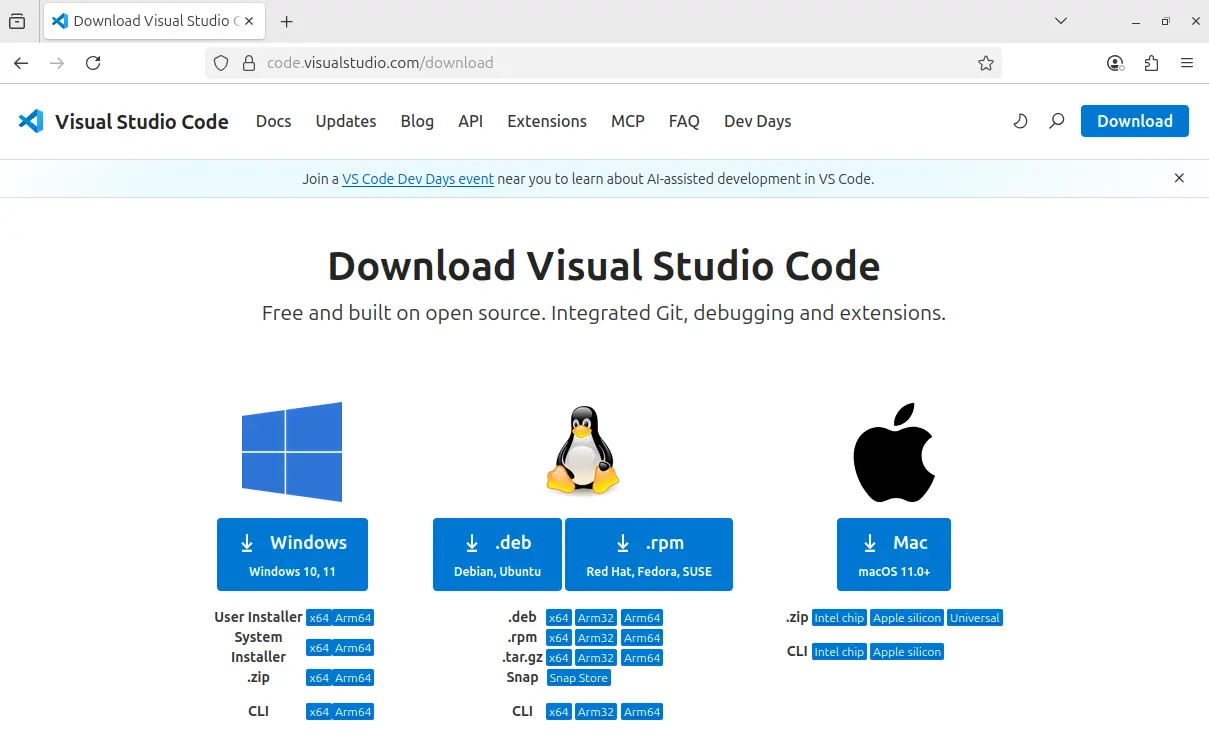 Download Visual Studio C
code.visualstudio.com/download
Visual Studio Code Docs Updates Blog API Extensions MCP FAQ Dev Days Download
Join a VS Code Dev Days event near you to learn about AI-assisted development in VS Code.
Download Visual Studio Code
Free and built on open source. Integrated Git, debugging and extensions.
Windows
Windows 10, 11
User Installer x64 Arm64
System
Installer x64 Arm64
.zip x64 Arm64
CLI x64 Arm64
.deb
Debian, Ubuntu
.rpm
Red Hat, Fedora, SUSE
.deb x64 Arm32 Arm64
.rpm x64 Arm32 Arm64
.tar.gz x64 Arm32 Arm64
Snap Snap Store
CLI x64 Arm32 Arm64
Mac
macOS 11.0+
.zip Intel chip Apple silicon Universal
CLI Intel chip Apple silicon